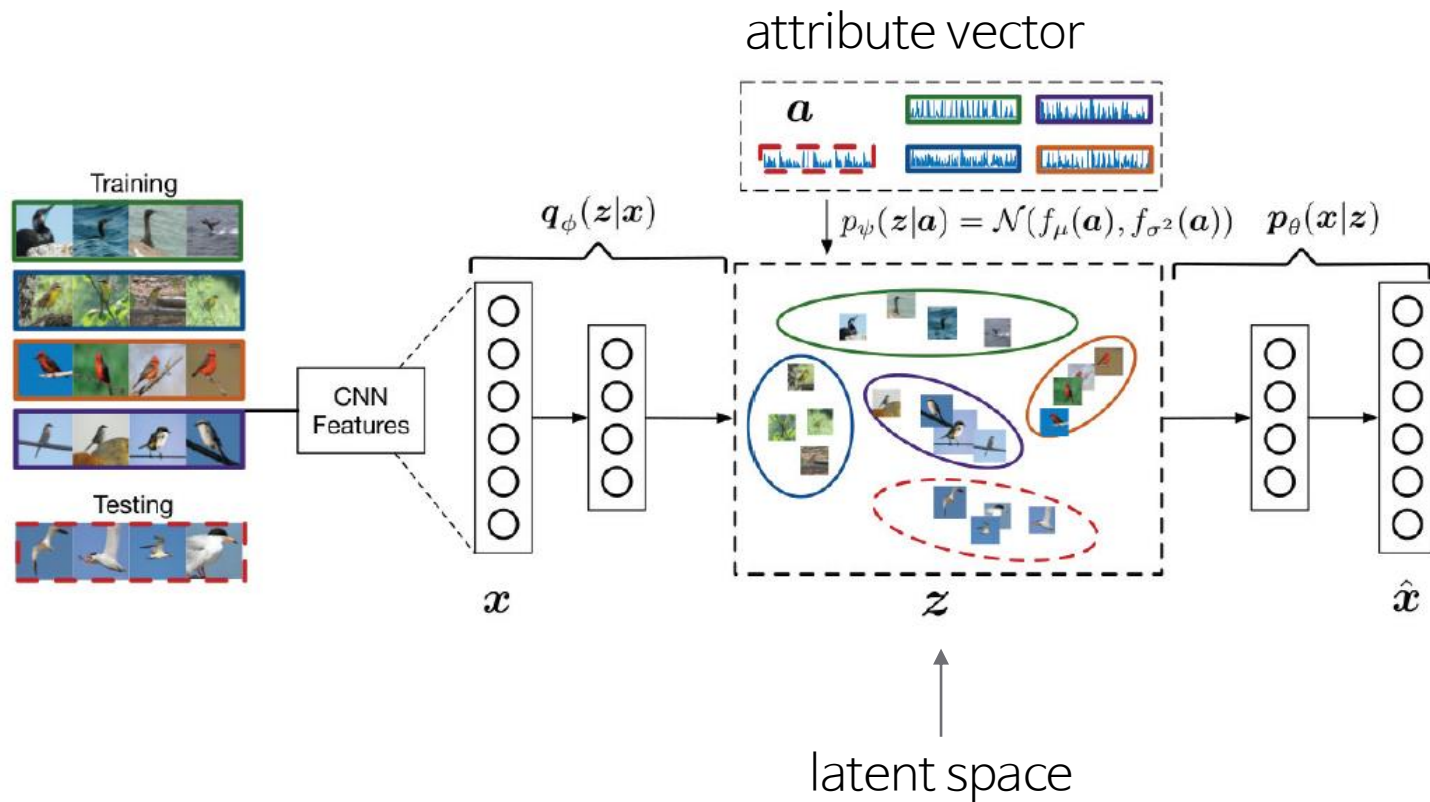 attribute vector
a
Training
q_ϕ(z|x)
p_ψ(z|a) = 𝒩(f_μ(a), f_σ²(a))
p_θ(x|z)
CNN
Features
Testing
x
z
x̂
latent space